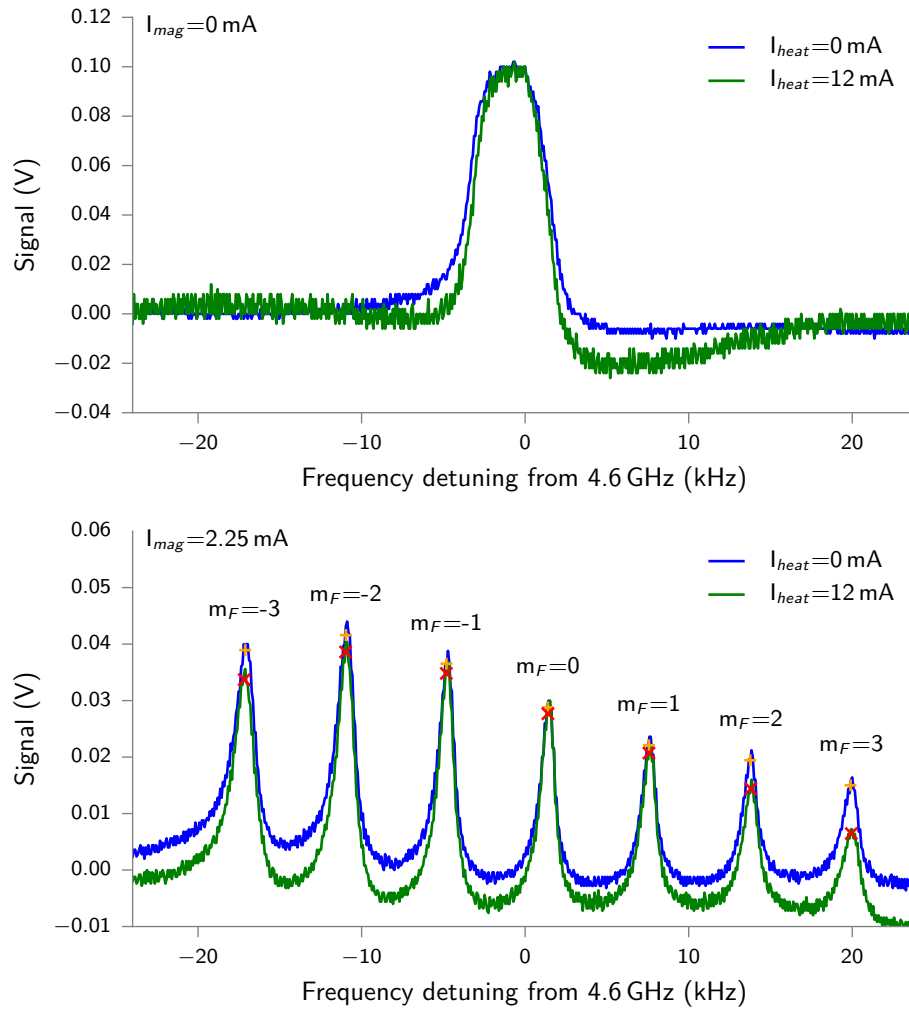 0.12
I_mag=0 mA
I_heat=0 mA
I_heat=12 mA
0.10
0.08
0.06
0.04
0.02
0.00
−0.02
−0.04
Signal (V)
−20 −10 0 10 20
Frequency detuning from 4.6 GHz (kHz)
0.06
I_mag=2.25 mA
I_heat=0 mA
I_heat=12 mA
0.05
0.04
0.03
0.02
0.01
0.00
−0.01
Signal (V)
m_F=-3
m_F=-2
m_F=-1
m_F=0
m_F=1
m_F=2
m_F=3
−20 −10 0 10 20
Frequency detuning from 4.6 GHz (kHz)